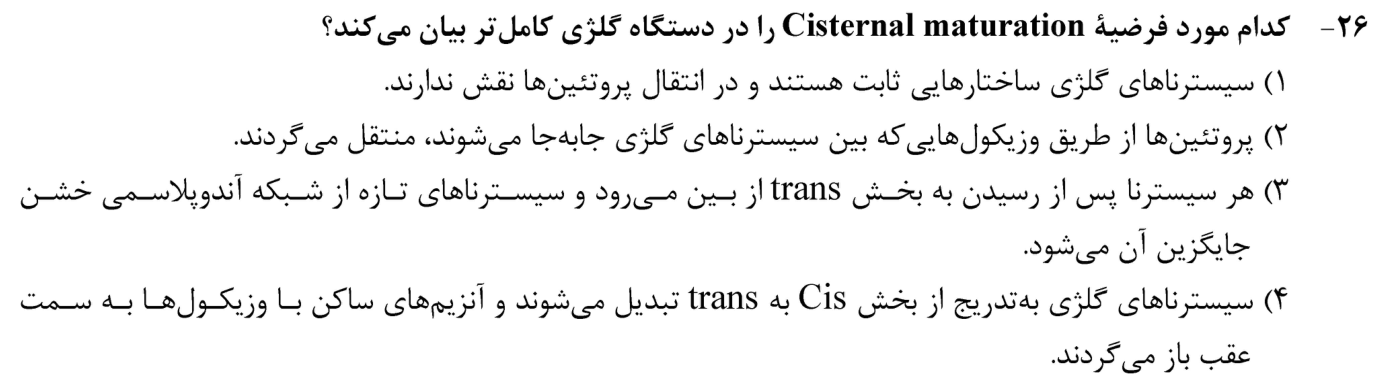 ۲۶- کدام مورد فرضیهٔ Cisternal maturation را در دستگاه گلژی کامل‌تر بیان می‌کند؟
۱) سیسترناهای گلژی ساختارهایی ثابت هستند و در انتقال پروتئین‌ها نقش ندارند.
۲) پروتئین‌ها از طریق وزیکول‌هایی‌که بین سیسترناهای گلژی جابه‌جا می‌شوند، منتقل می‌گردند.
۳) هر سیسترنا پس از رسیدن به بخش trans از بین می‌رود و سیسترناهای تازه از شبکه آندوپلاسمی خشن
جایگزین آن می‌شود.
۴) سیسترناهای گلژی به‌تدریج از بخش Cis به trans تبدیل می‌شوند و آنزیم‌های ساکن با وزیکول‌ها به سمت
عقب باز می‌گردند.